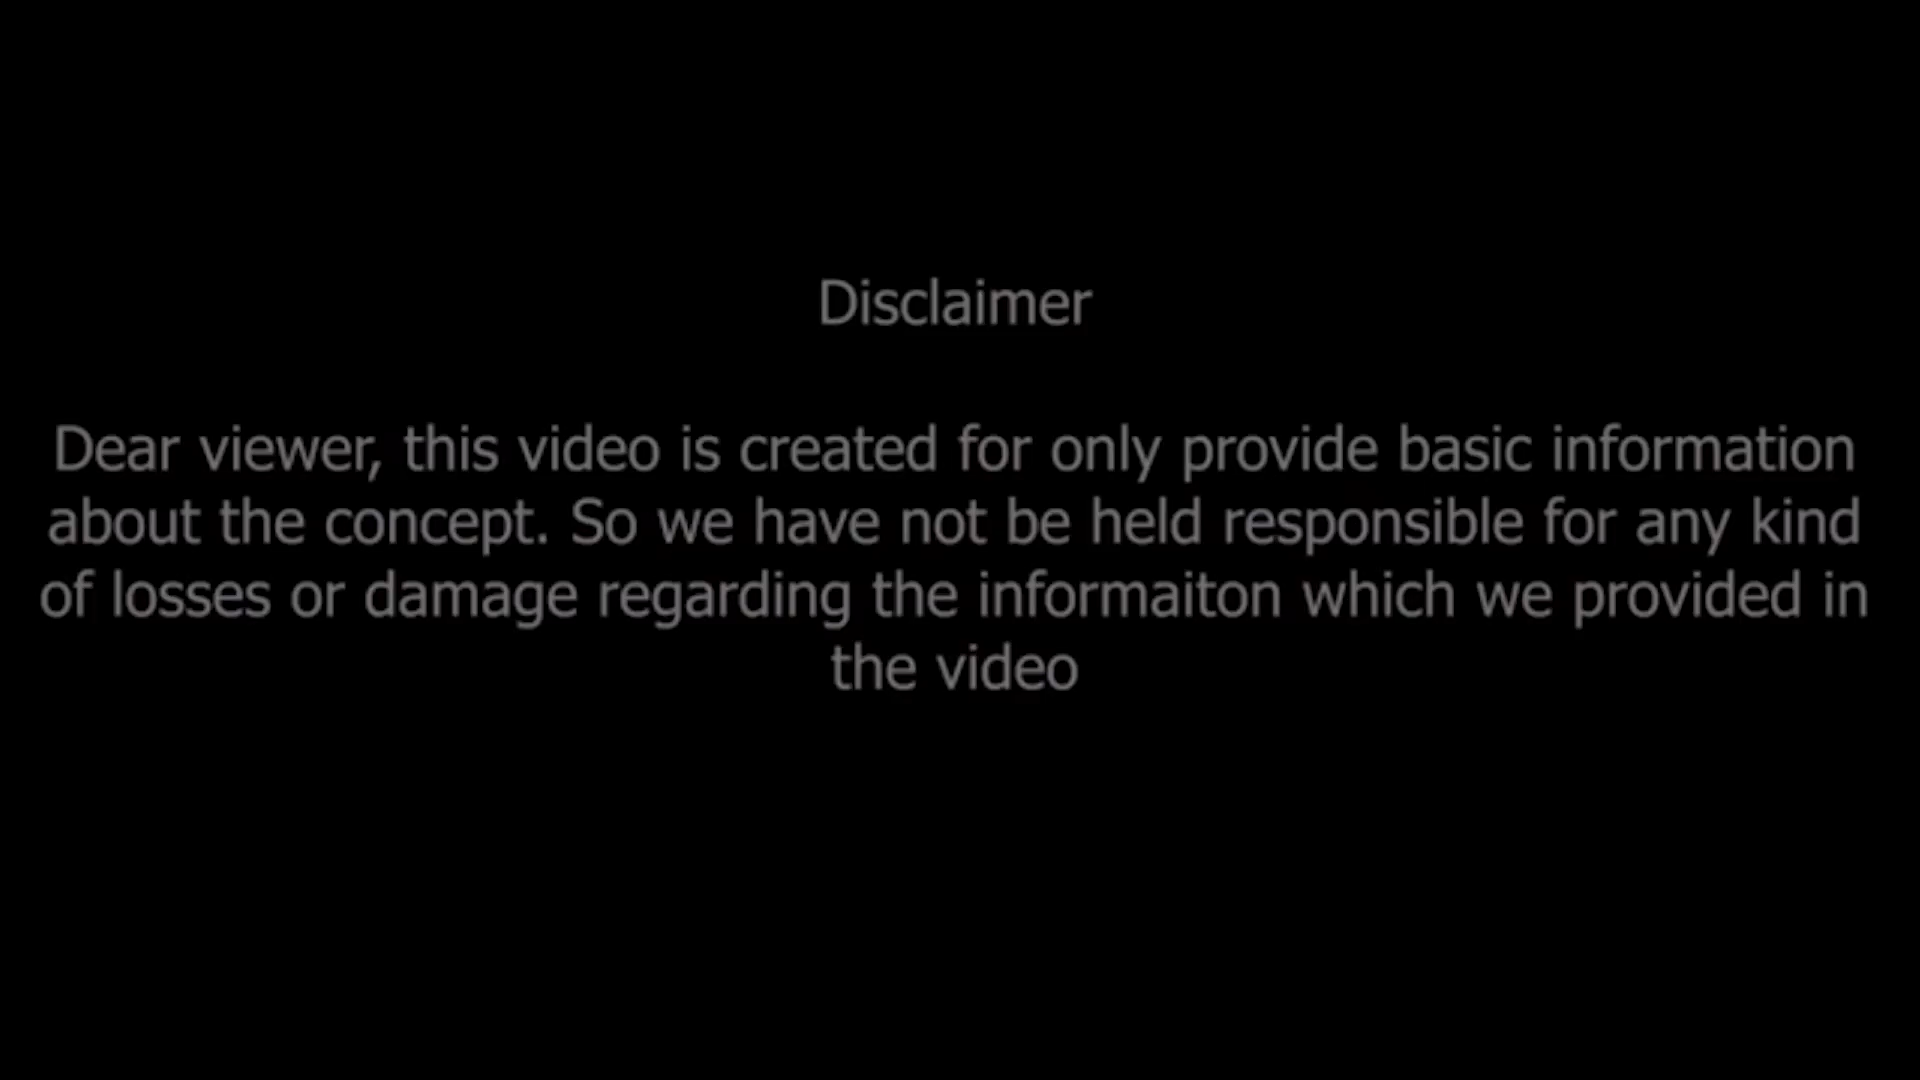 Disclaimer
Dear viewer, this video is created for only provide basic information
about the concept. So we have not be held responsible for any kind
of losses or damage regarding the informaiton which we provided in
the video